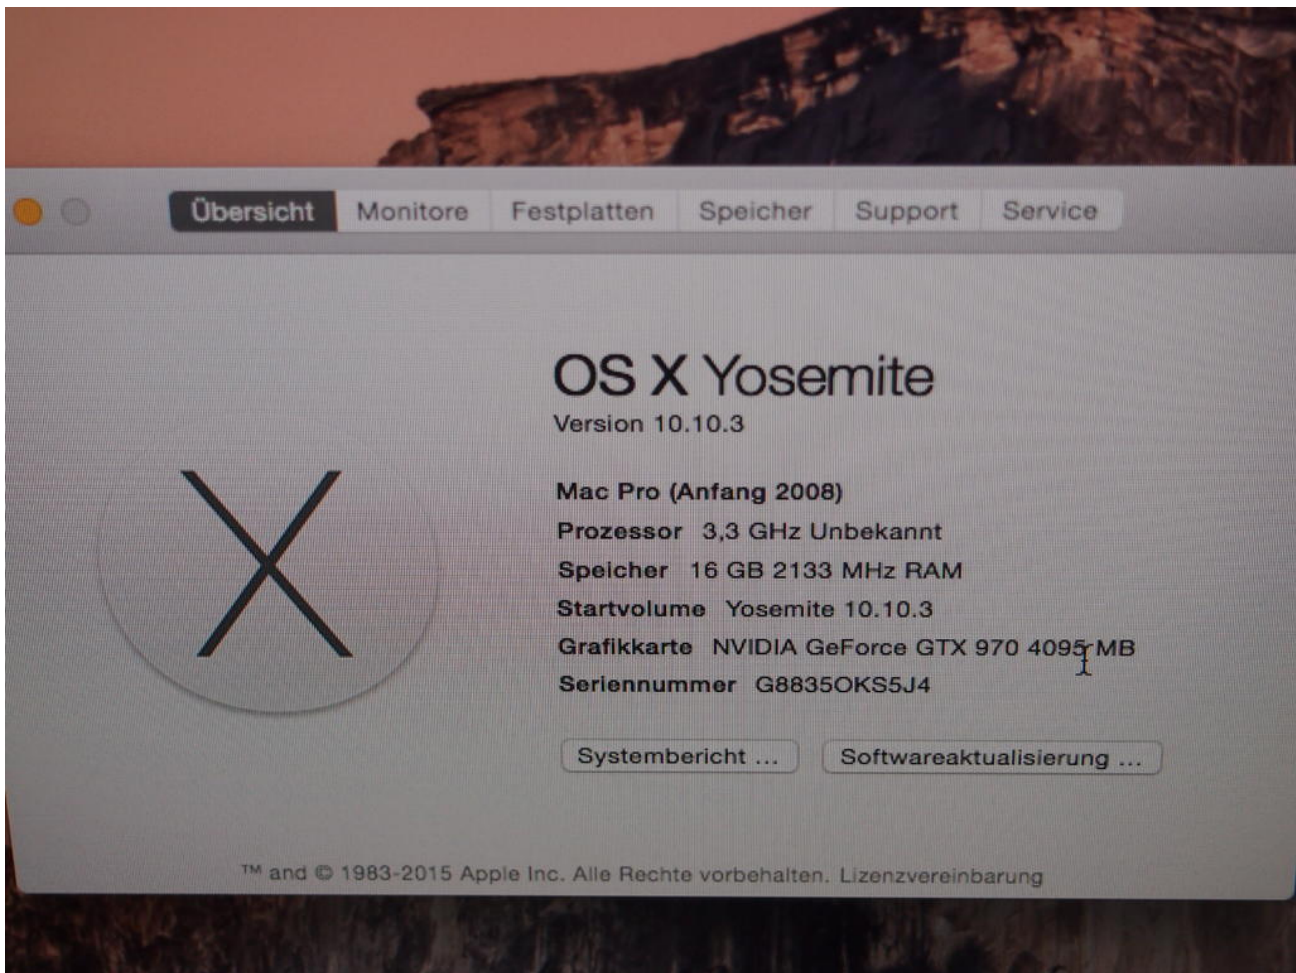 Übersicht Monitore Festplatten Speicher Support Service
OS X Yosemite
Version 10.10.3
Mac Pro (Anfang 2008)
Prozessor 3,3 GHz Unbekannt
Speicher 16 GB 2133 MHz RAM
Startvolume Yosemite 10.10.3
Grafikkarte NVIDIA GeForce GTX 970 4095 MB
Seriennummer G8835OKS5J4
Systembericht ... Softwareaktualisierung ...
™ and © 1983-2015 Apple Inc. Alle Rechte vorbehalten. Lizenzvereinbarung